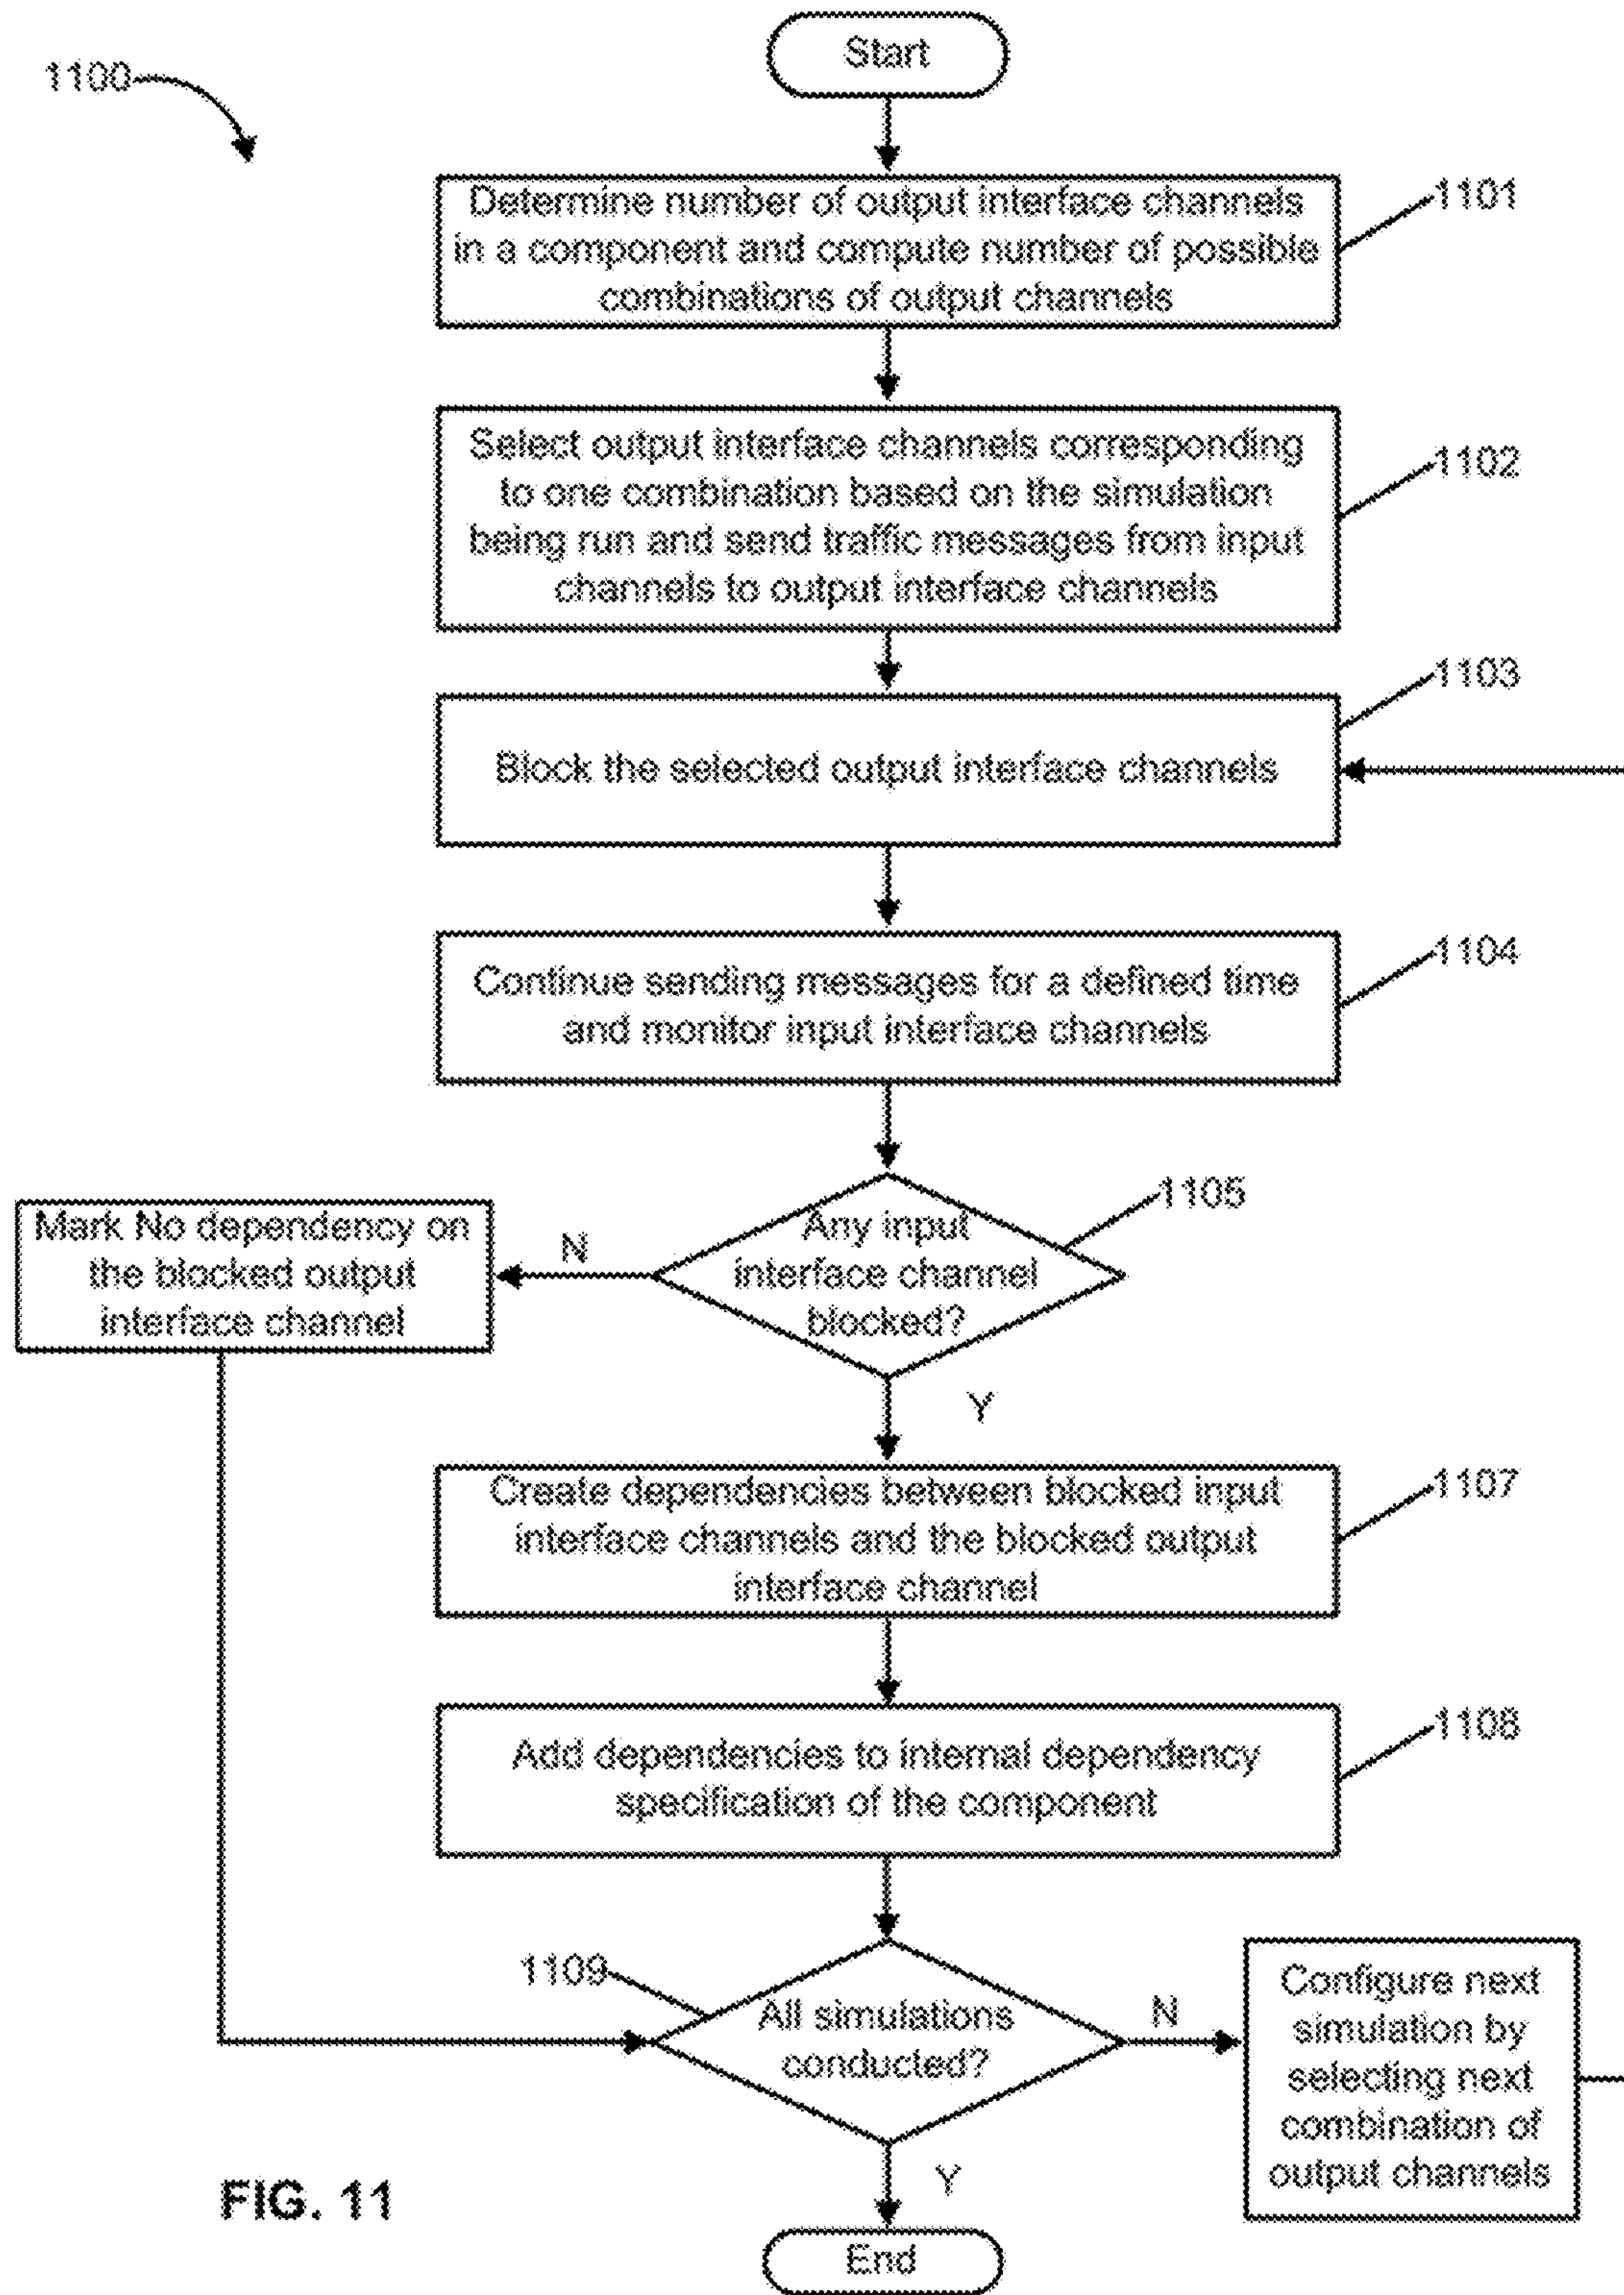 Start
1100
Determine number of output interface channels
in a component and compute number of possible
combinations of output channels
1101
Select output interface channels corresponding
to one combination based on the simulation
being run and send traffic messages from input
channels to output interface channels
1102
1103
Block the selected output interface channels
Continue sending messages for a defined time
and monitor input interface channels
1104
1105
Any input
interface channel
blocked?
N
Mark No dependency on
the blocked output
interface channel
Y
Create dependencies between blocked input
interface channels and the blocked output
interface channel
1107
Add dependencies to internal dependency
specification of the component
1108
1109
All simulations
conducted?
N
Configure next
simulation by
selecting next
combination of
output channels
Y
FIG. 11
End